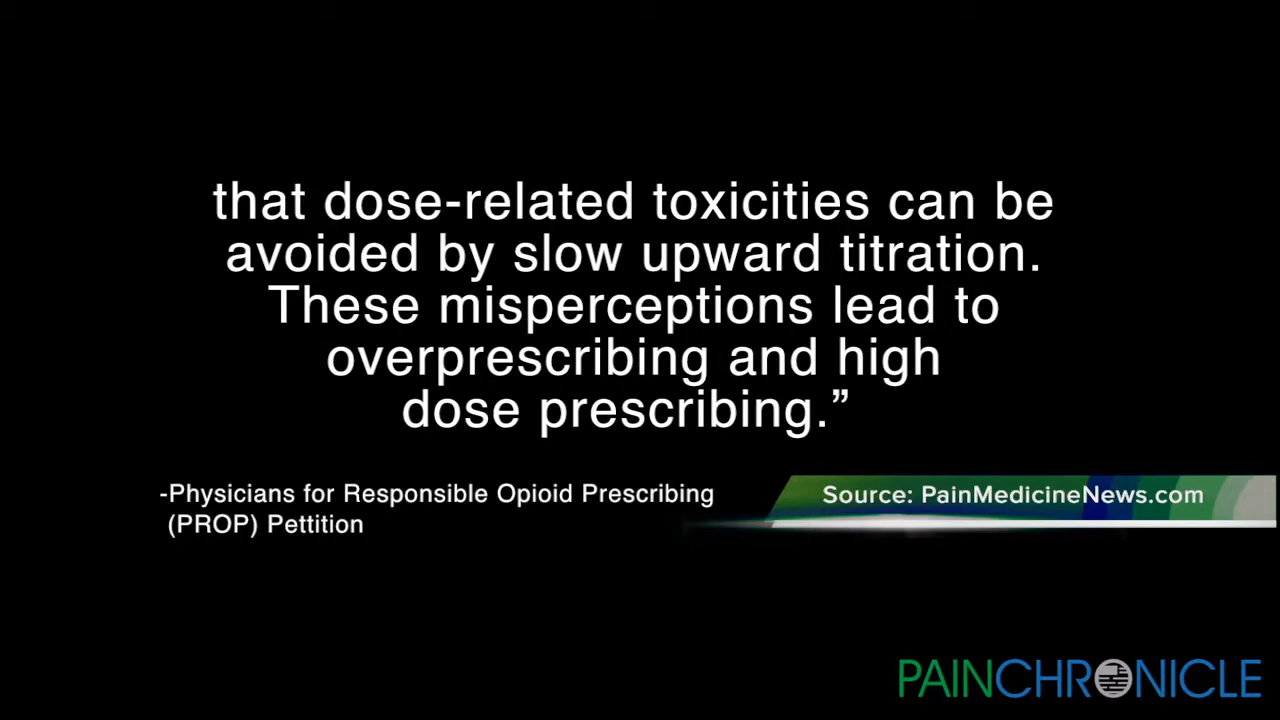 that dose-related toxicities can be
avoided by slow upward titration.
These misperceptions lead to
overprescribing and high
dose prescribing.”
-Physicians for Responsible Opioid Prescribing
(PROP) Pettition
Source: PainMedicineNews.com
PAINCHRONICLE